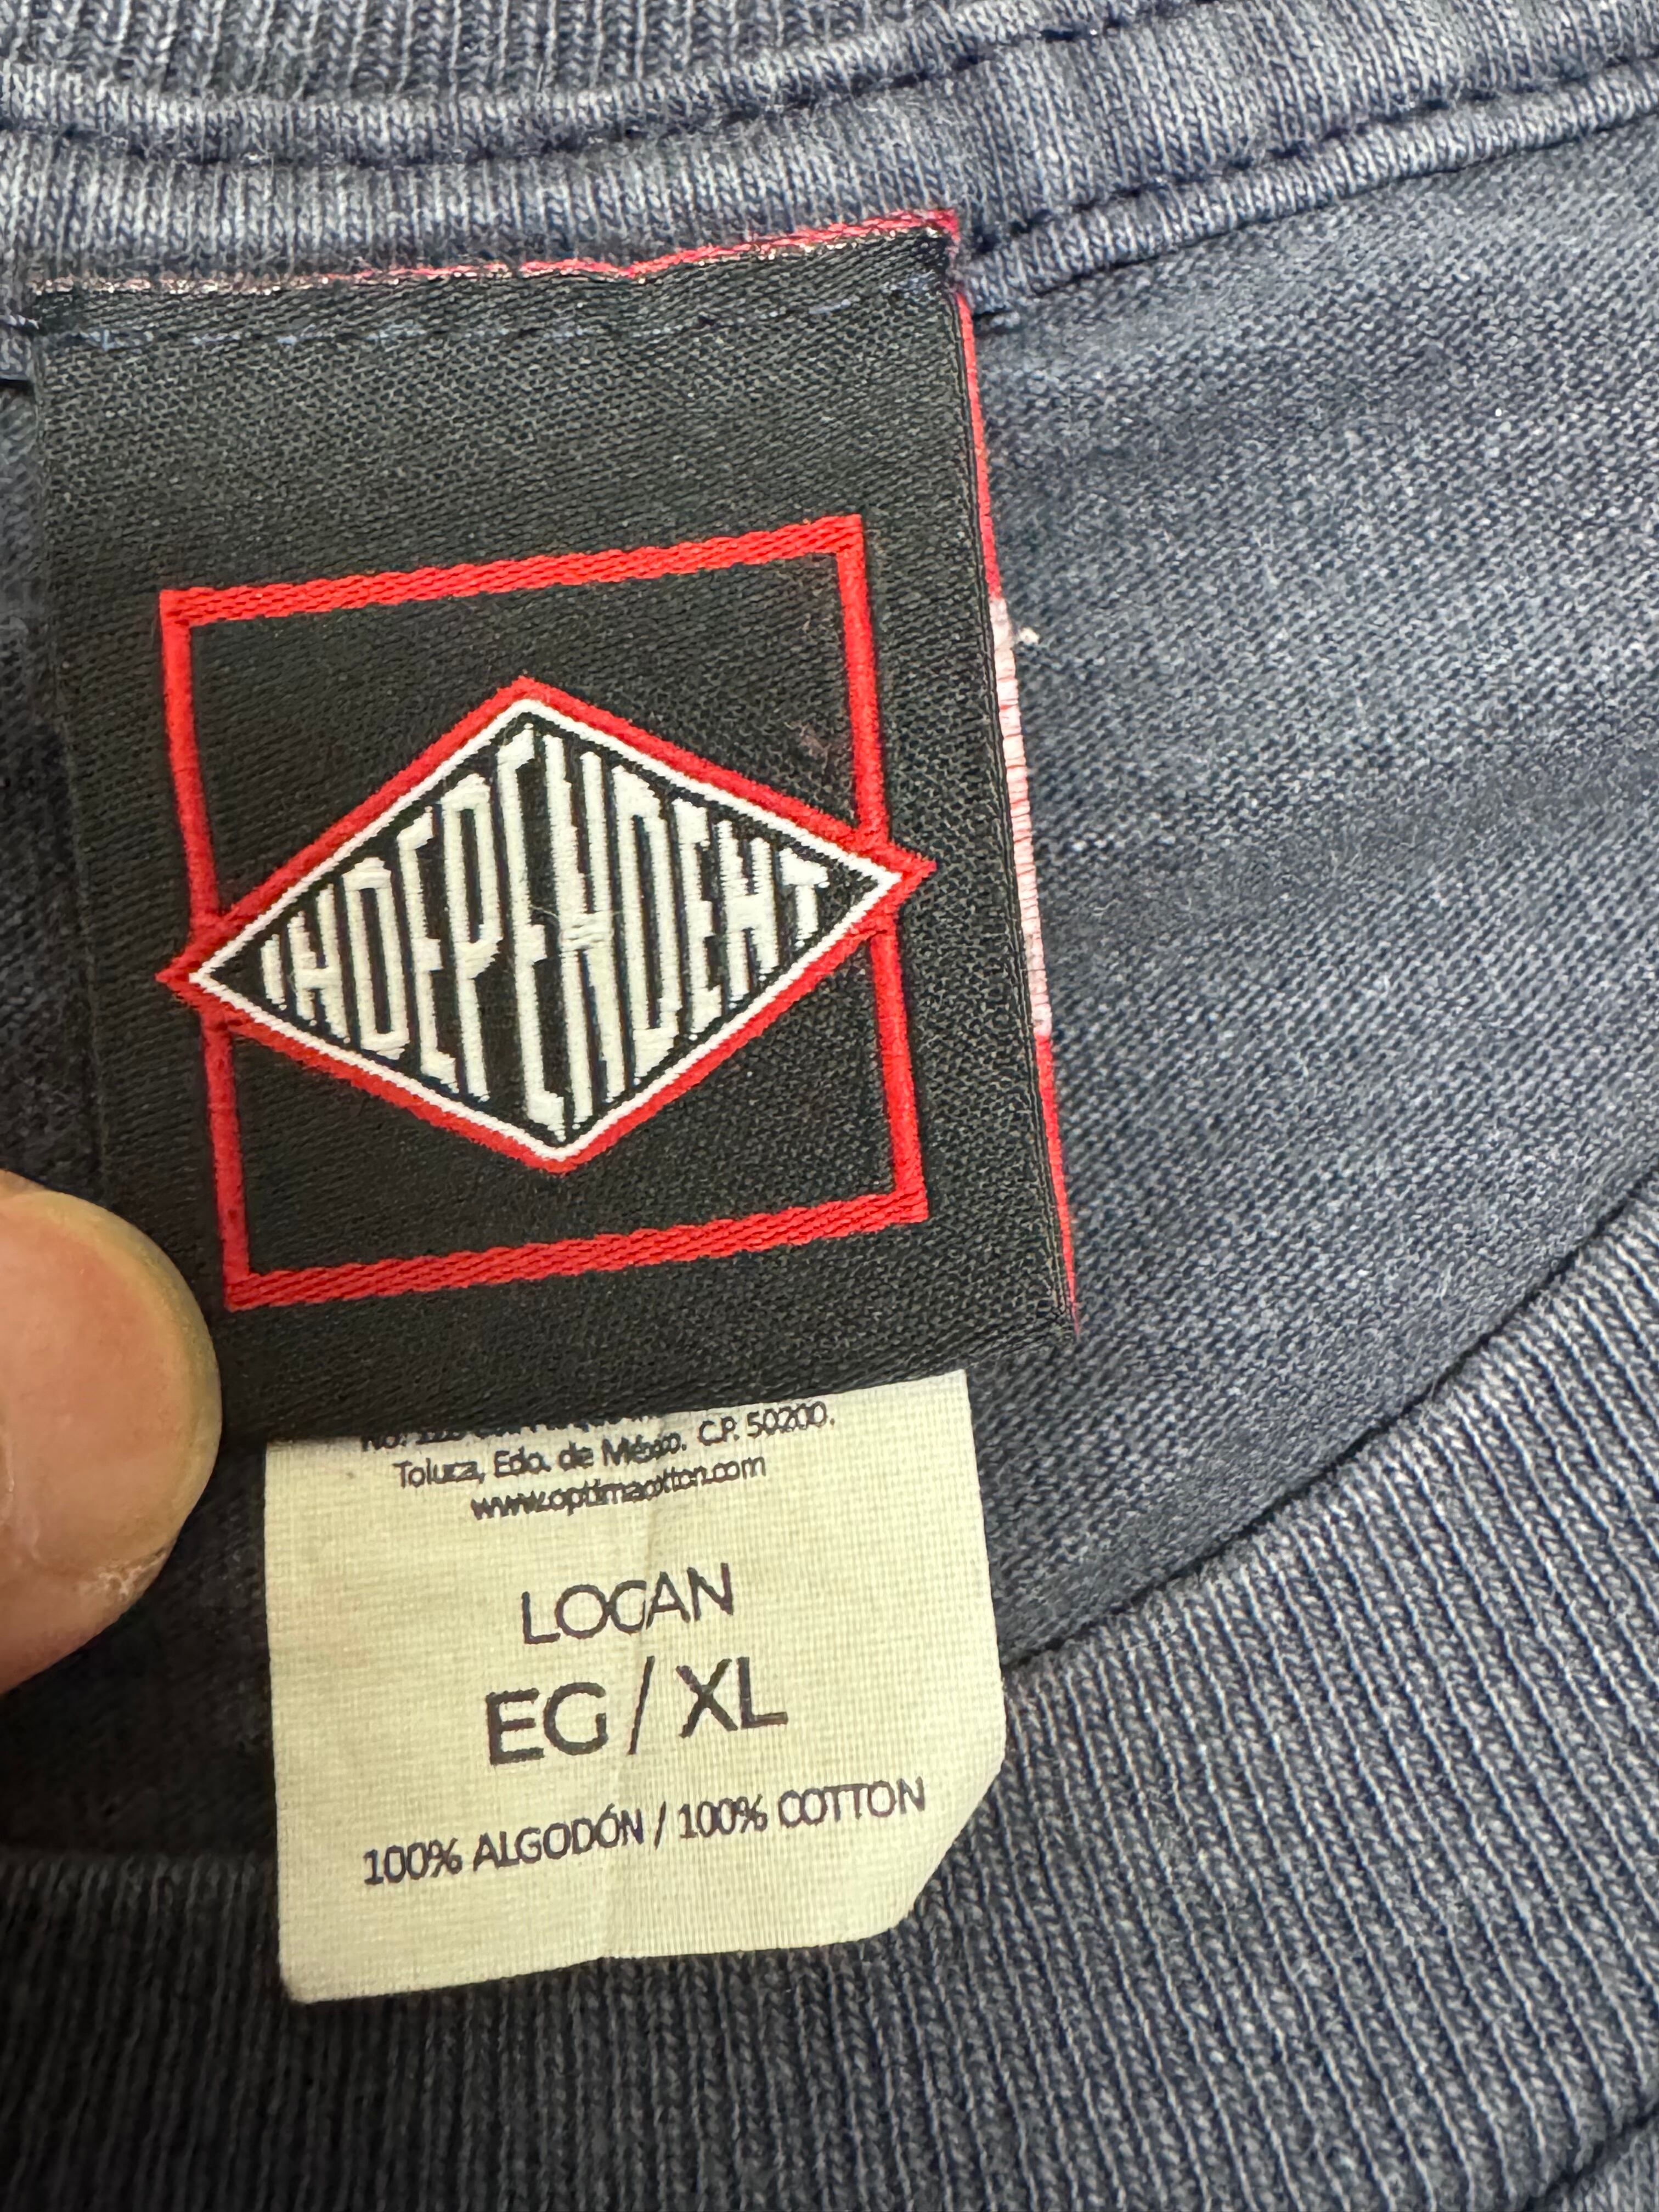 INDEPENDENT
C.P. 50200.
Toluca, Edo. de México.
www.optimacotton.com
LOGAN
EG / XL
100% ALGODÓN / 100% COTTON